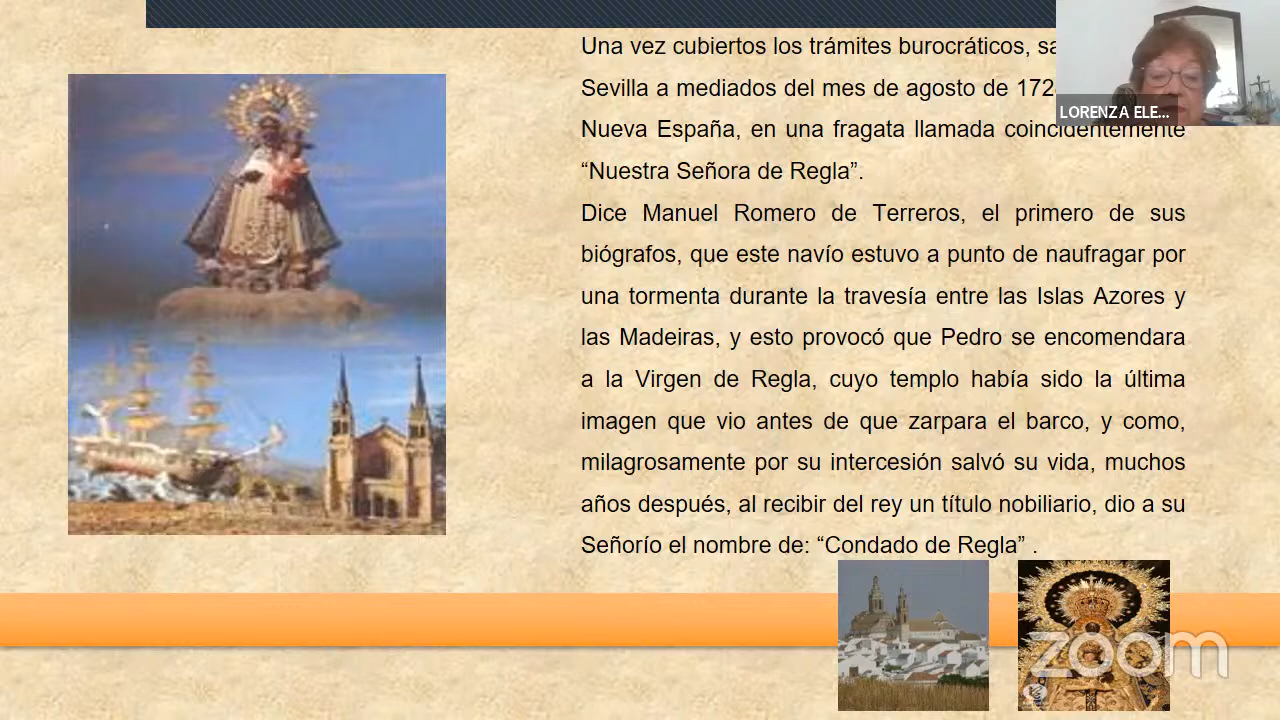 Una vez cubiertos los trámites burocráticos,
Sevilla a mediados del mes de agosto de
LORENZA ELE...
Nueva España, en una fragata llamada coincidentemente
“Nuestra Señora de Regla”.
Dice Manuel Romero de Terreros, el primero de sus
biógrafos, que este navío estuvo a punto de naufragar por
una tormenta durante la travesía entre las Islas Azores y
las Madeiras, y esto provocó que Pedro se encomendara
a la Virgen de Regla, cuyo templo había sido la última
imagen que vio antes de que zarpara el barco, y como,
milagrosamente por su intercesión salvó su vida, muchos
años después, al recibir del rey un título nobiliario, dio a su
Señorío el nombre de: “Condado de Regla” .
zoom